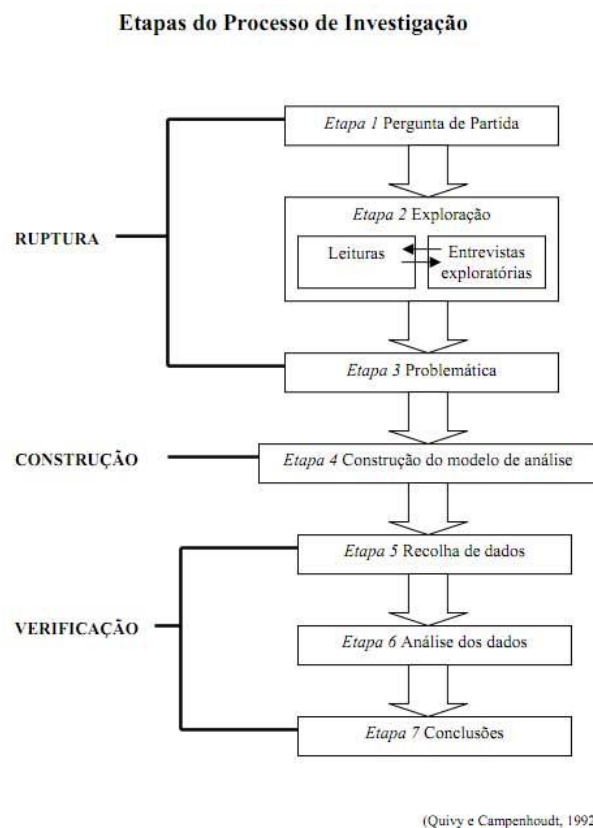 Etapas do Processo de Investigação
Etapa 1 Pergunta de Partida
Etapa 2 Exploração
RUPTURA
Leituras
Entrevistas
exploratórias
Etapa 3 Problemática
CONSTRUÇÃO
Etapa 4 Construção do modelo de análise
Etapa 5 Recolha de dados
VERIFICAÇÃO
Etapa 6 Análise dos dados
Etapa 7 Conclusões
(Quivy e Campenhoudt, 1992